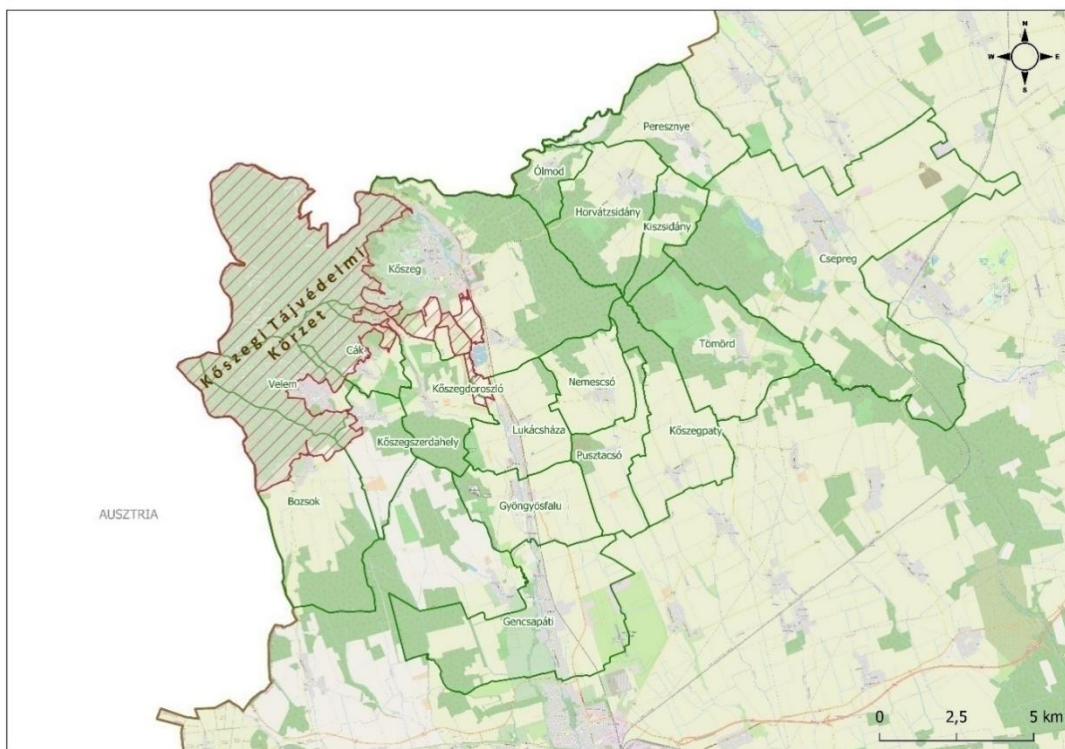 N
W E
S
Peresznye
Ólmod
Horvátzsidány
Kiszsidány
Csepreg
Kőszeg
Kőszegi Tájvédelmi
Körzet
Cák
Velem
Tömörd
Nemescsó
Kőszegdoroszló
Lukácsháza
Kőszegpaty
Kőszegszerdahely
Pusztacsó
Bozsok
Gyöngyösfalu
AUSZTRIA
Gencsapáti
0 2,5 5 km